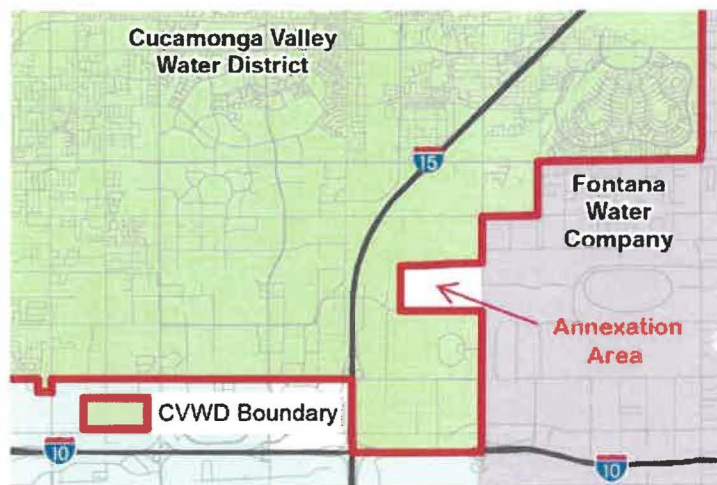 Cucamonga Valley
Water District
15
Fontana
Water
Company
Annexation
Area
CVWD Boundary
10
10